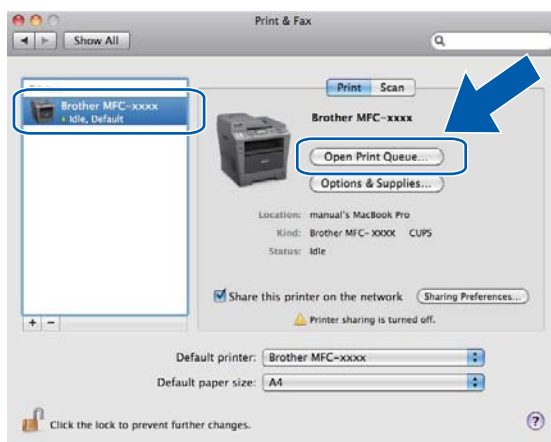 Print & Fax
Show All
Print Scan
Brother MFC-xxxx
Idle, Default
Brother MFC-xxxx
Open Print Queue...
Options & Supplies...
Location: manual's MacBook Pro
Kind: Brother MFC-XXXX CUPS
Status: Idle
Share this printer on the network Sharing Preferences...
Printer sharing is turned off.
+ −
Default printer: Brother MFC-xxxx
Default paper size: A4
Click the lock to prevent further changes. ?